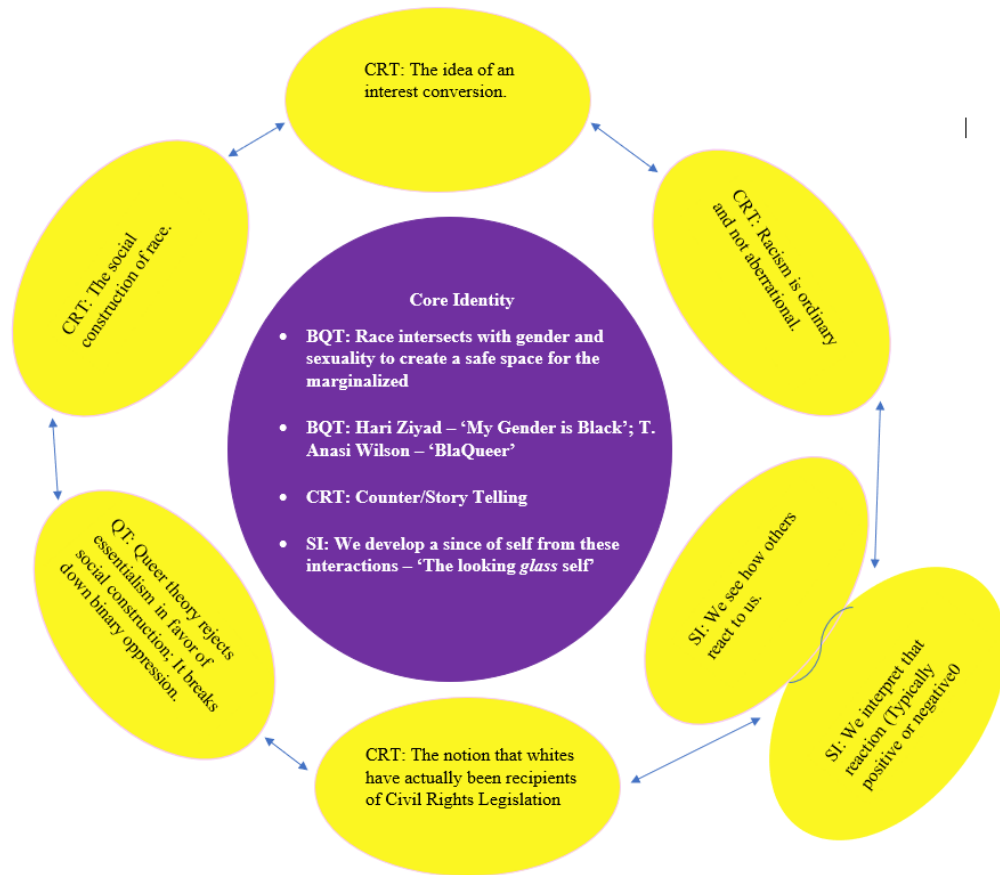 CRT: The idea of an
interest conversion.
CRT: Racism is ordinary
and not aberrational.
CRT: The social
construction of race.
Core Identity
• BQT: Race intersects with gender and
sexuality to create a safe space for the
marginalized
• BQT: Hari Ziyad – ‘My Gender is Black’; T.
Anasi Wilson – ‘BlaQueer’
• CRT: Counter/Story Telling
• SI: We develop a since of self from these
interactions – ‘The looking glass self’
SI: We see how others
react to us.
SI: We interpret that
reaction (Typically
positive or negative0
QT: Queer theory rejects
essentialism in favor of
social construction; It breaks
down binary oppression.
CRT: The notion that whites
have actually been recipients
of Civil Rights Legislation